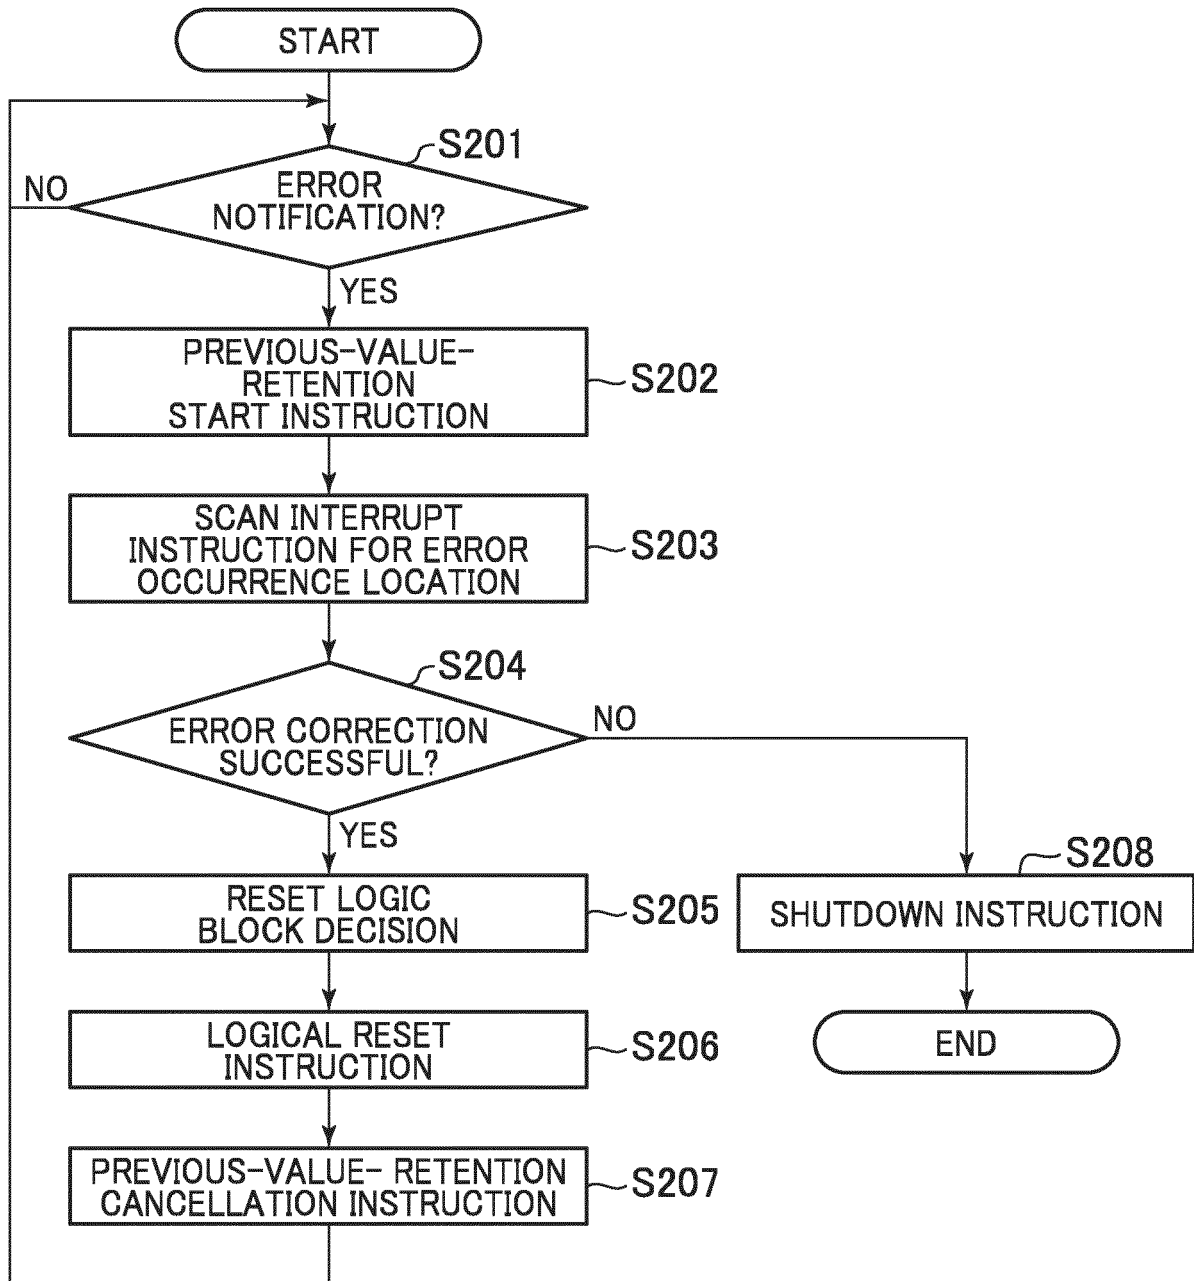 START
S201
ERROR
NOTIFICATION?
NO
YES
PREVIOUS-VALUE-
RETENTION
START INSTRUCTION
S202
SCAN INTERRUPT
INSTRUCTION FOR ERROR
OCCURRENCE LOCATION
S203
S204
ERROR CORRECTION
SUCCESSFUL?
NO
YES
RESET LOGIC
BLOCK DECISION
S205
S208
SHUTDOWN INSTRUCTION
LOGICAL RESET
INSTRUCTION
S206
END
PREVIOUS-VALUE- RETENTION
CANCELLATION INSTRUCTION
S207